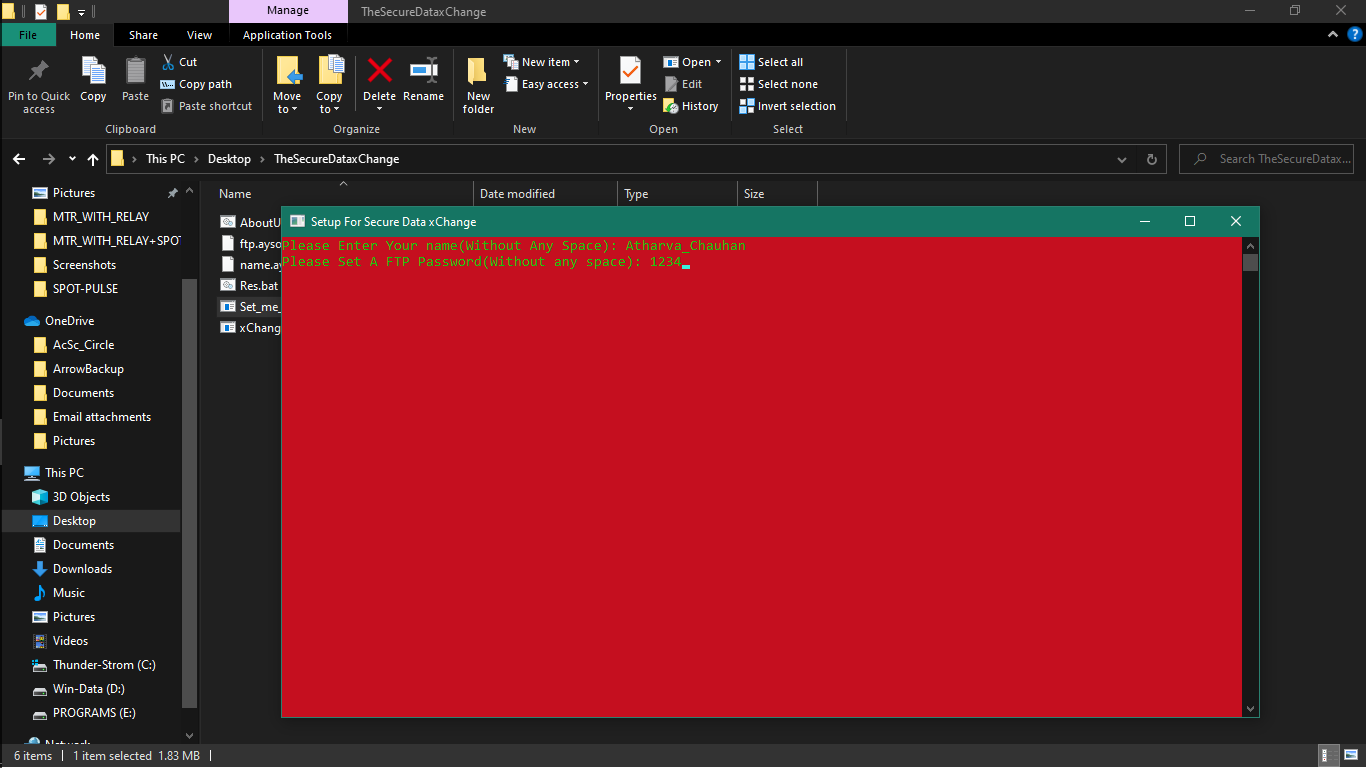 Manage
TheSecureDataxChange
File
Home
Share
View
Application Tools
Pin to Quick access
Copy
Paste
Cut
Copy path
Paste shortcut
Clipboard
Move to
Copy to
Delete
Rename
Organize
New folder
New item
Easy access
New
Properties
Open
Edit
History
Open
Select all
Select none
Invert selection
Select
This PC
Desktop
TheSecureDataxChange
Search TheSecureDatax...
Name
Date modified
Type
Size
Pictures
MTR_WITH_RELAY
MTR_WITH_RELAY+SPOT
Screenshots
SPOT-PULSE
OneDrive
AcSc_Circle
ArrowBackup
Documents
Email attachments
Pictures
This PC
3D Objects
Desktop
Documents
Downloads
Music
Pictures
Videos
Thunder-Strom (C:)
Win-Data (D:)
PROGRAMS (E:)
Network
AboutU
ftp.ayso
name.ay
Res.bat
Set_me_
xChang
Setup For Secure Data xChange
Please Enter Your name(Without Any Space): Atharva_Chauhan
Please Set A FTP Password(Without any space): 1234
6 items
1 item selected 1.83 MB